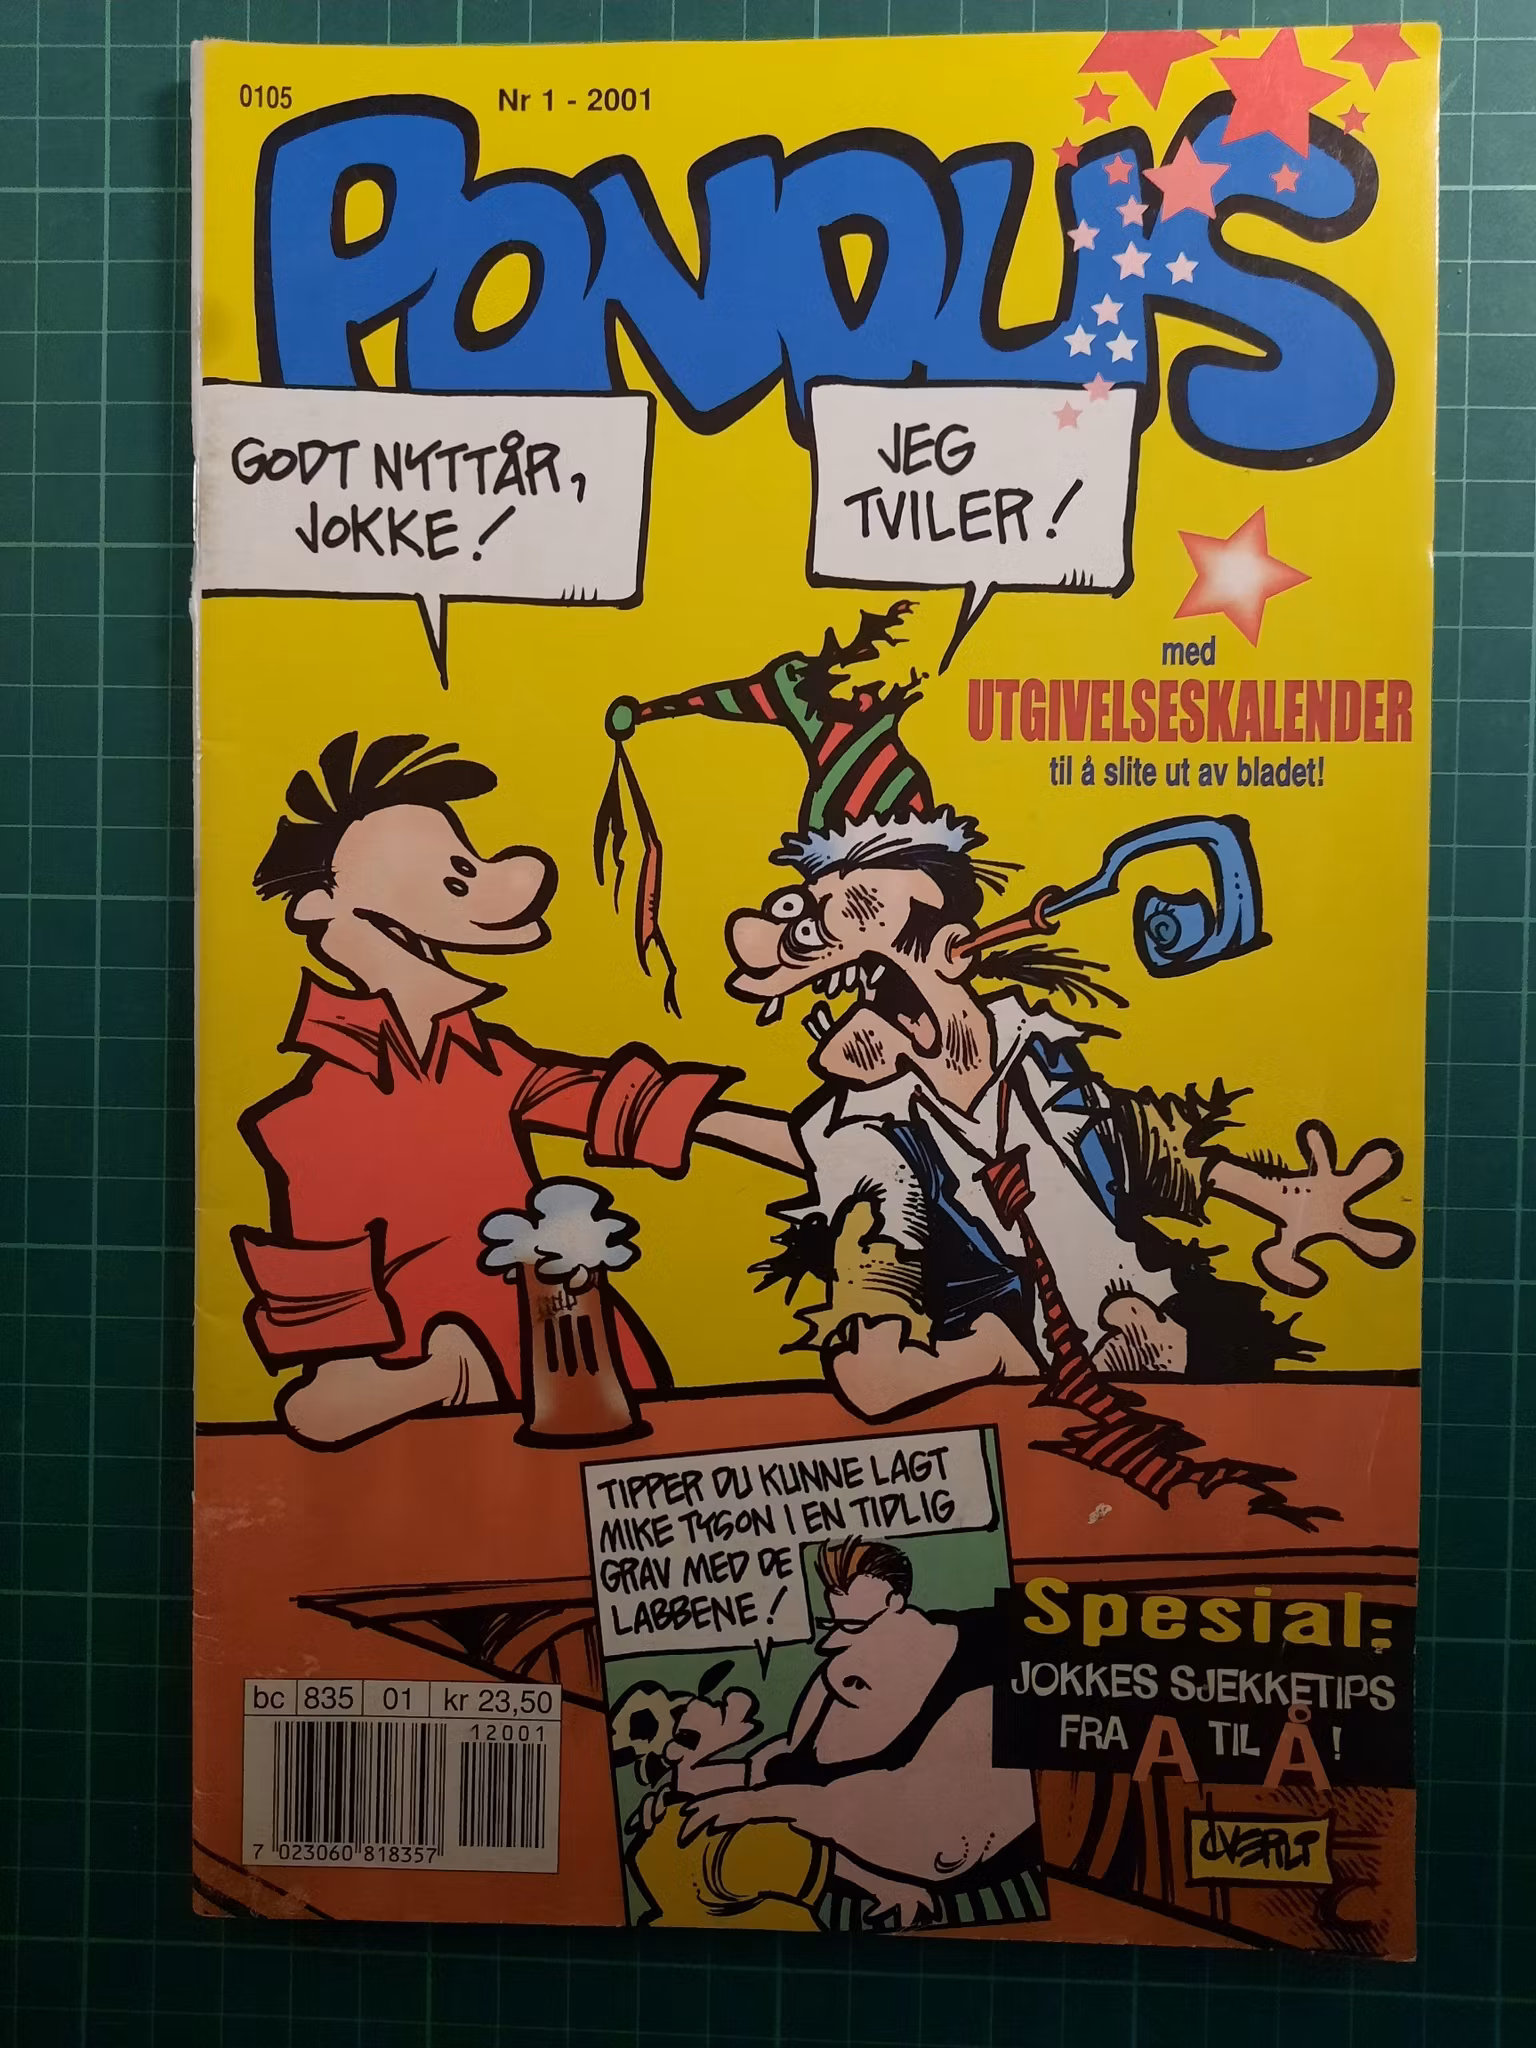 0105
Nr 1 - 2001
PONDUS
GODT NYTTÅR,
JOKKE!
JEG
TVILER!
med
UTGIVELSESKALENDER
til å slite ut av bladet!
TIPPER DU KUNNE LAGT
MIKE TYSON I EN TIDLIG
GRAV MED DE
LABBENE!
Spesial:
JOKKES SJEKKETIPS
FRA A TIL Å!
bc 835 01 kr 23,50
12001
7 023060 818357
ØVERLI